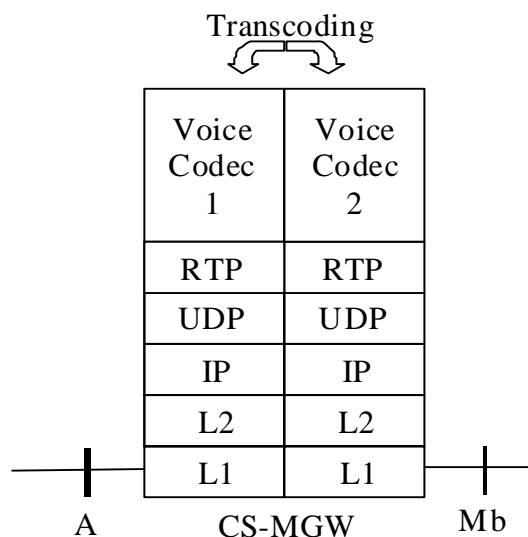 Transcoding
Voice Codec 1 Voice Codec 2
RTP RTP
UDP UDP
IP IP
L2 L2
L1 L1
A CS-MGW Mb